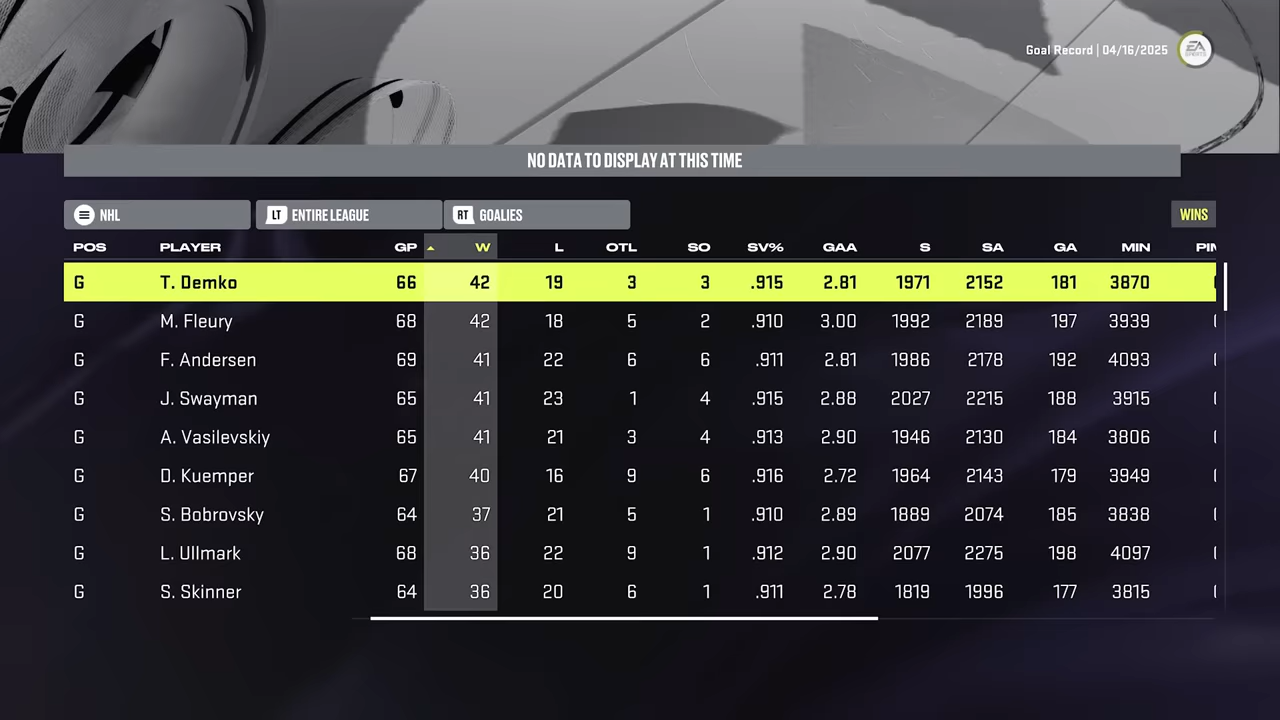 Goal Record | 04/16/2025
EA SPORTS
NO DATA TO DISPLAY AT THIS TIME
NHL LT ENTIRE LEAGUE RT GOALIES WINS
POS PLAYER GP W L OTL SO SV% GAA S SA GA MIN PIM
G T. Demko 66 42 19 3 3 .915 2.81 1971 2152 181 3870
G M. Fleury 68 42 18 5 2 .910 3.00 1992 2189 197 3939
G F. Andersen 69 41 22 6 6 .911 2.81 1986 2178 192 4093
G J. Swayman 65 41 23 1 4 .915 2.88 2027 2215 188 3915
G A. Vasilevskiy 65 41 21 3 4 .913 2.90 1946 2130 184 3806
G D. Kuemper 67 40 16 9 6 .916 2.72 1964 2143 179 3949
G S. Bobrovsky 64 37 21 5 1 .910 2.89 1889 2074 185 3838
G L. Ullmark 68 36 22 9 1 .912 2.90 2077 2275 198 4097
G S. Skinner 64 36 20 6 1 .911 2.78 1819 1996 177 3815